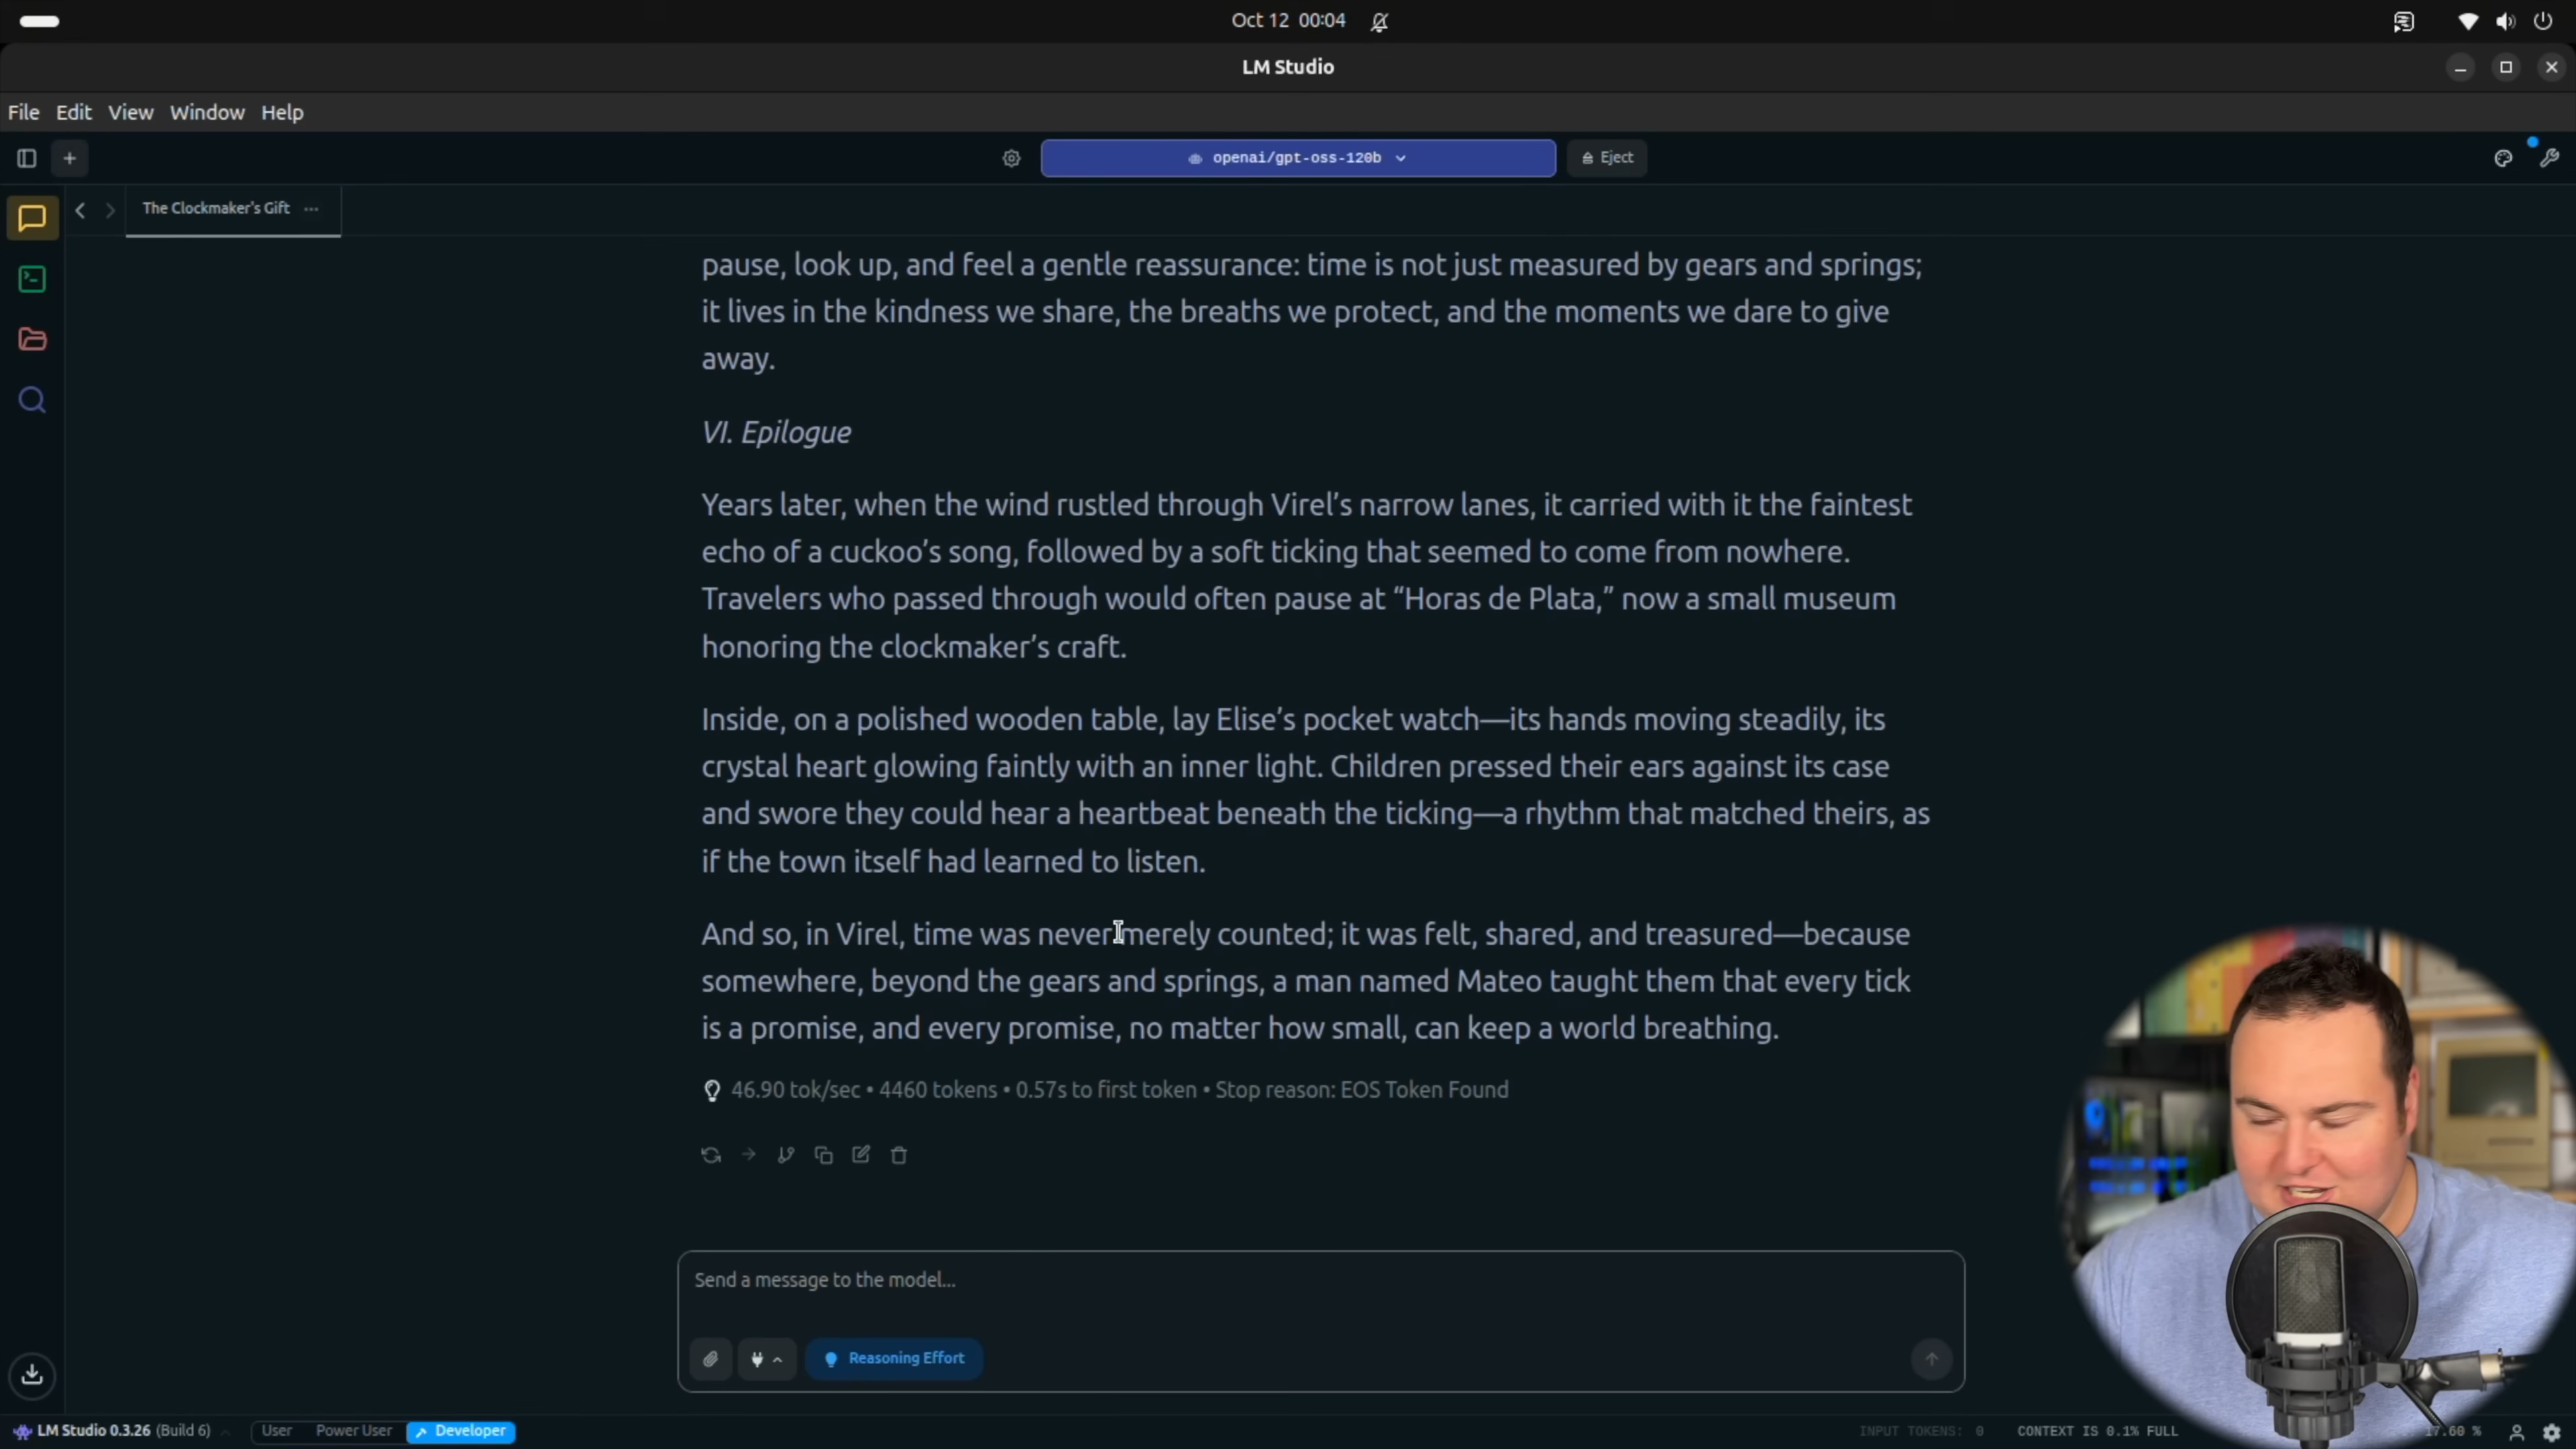 Oct 12 00:04
LM Studio
File Edit View Window Help
openai/gpt-oss-120b
Eject
The Clockmaker's Gift
pause, look up, and feel a gentle reassurance: time is not just measured by gears and springs;
it lives in the kindness we share, the breaths we protect, and the moments we dare to give
away.
VI. Epilogue
Years later, when the wind rustled through Virel’s narrow lanes, it carried with it the faintest
echo of a cuckoo’s song, followed by a soft ticking that seemed to come from nowhere.
Travelers who passed through would often pause at “Horas de Plata,” now a small museum
honoring the clockmaker’s craft.
Inside, on a polished wooden table, lay Elise’s pocket watch—its hands moving steadily, its
crystal heart glowing faintly with an inner light. Children pressed their ears against its case
and swore they could hear a heartbeat beneath the ticking—a rhythm that matched theirs, as
if the town itself had learned to listen.
And so, in Virel, time was never merely counted; it was felt, shared, and treasured—because
somewhere, beyond the gears and springs, a man named Mateo taught them that every tick
is a promise, and every promise, no matter how small, can keep a world breathing.
46.90 tok/sec • 4460 tokens • 0.57s to first token • Stop reason: EOS Token Found
Send a message to the model...
Reasoning Effort
LM Studio 0.3.26 (Build 6) User Power User Developer INPUT TOKENS: 0 CONTEXT IS 0.1% FULL